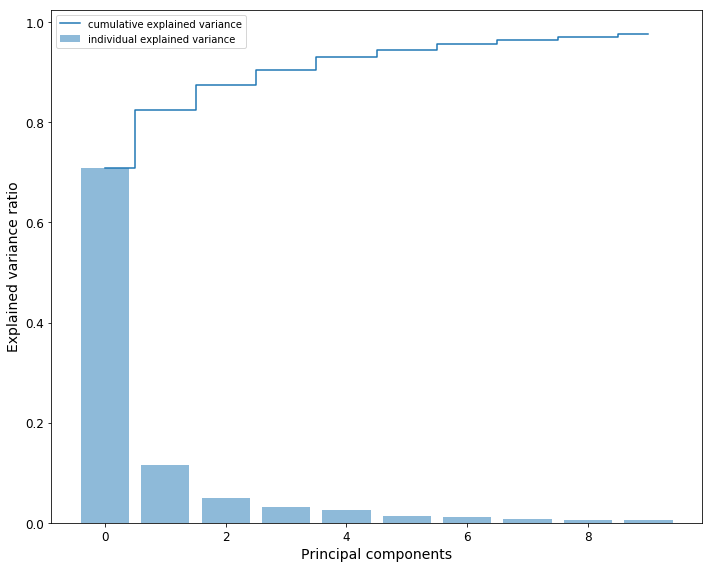 cumulative explained variance
individual explained variance
1.0
0.8
0.6
0.4
0.2
0.0
Explained variance ratio
0 2 4 6 8
Principal components